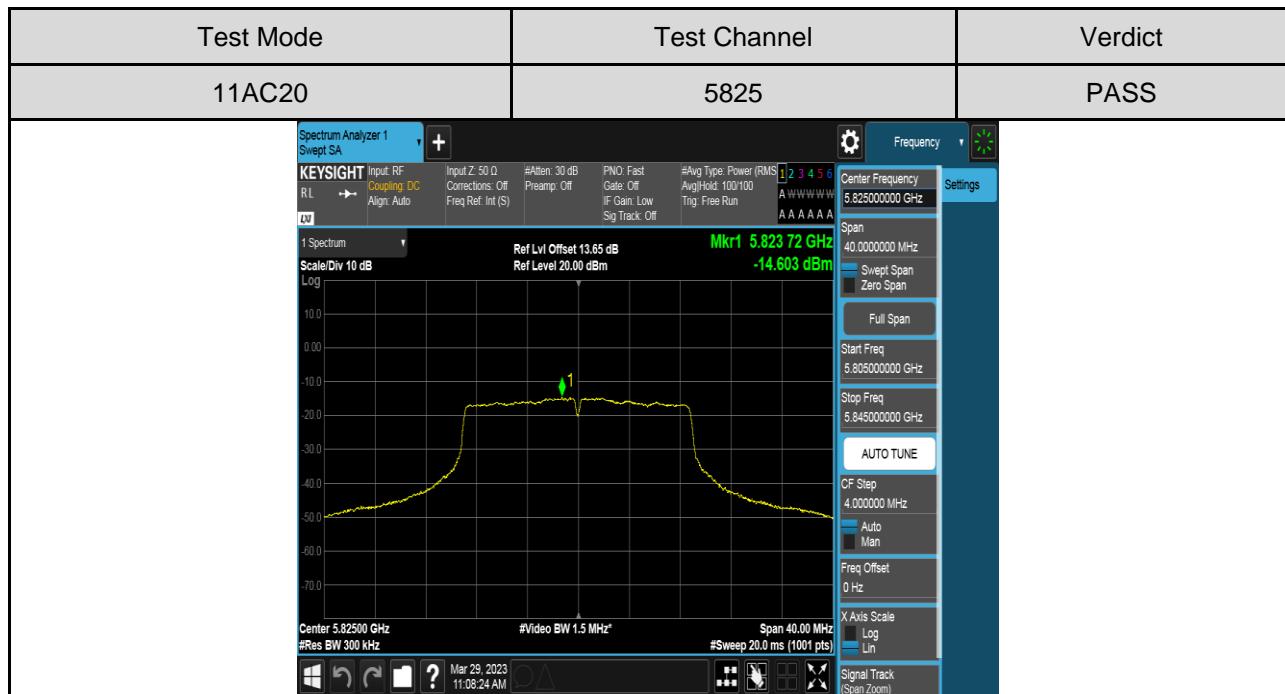 Test Mode Test Channel Verdict
11AC20 5825 PASS
Spectrum Analyzer 1
Swept SA
+
Frequency
KEYSIGHT
RL
LXI
Input: RF
Coupling: DC
Align: Auto
Input Z: 50 Ω
Corrections: Off
Freq Ref: Int (S)
#Atten: 30 dB
Preamp: Off
PNO: Fast
Gate: Off
IF Gain: Low
Sig Track: Off
#Avg Type: Power (RMS
Avg|Hold: 100/100
Trig: Free Run
1 2 3 4 5 6
A W W W W W
A A A A A A
Center Frequency
5.825000000 GHz
Settings
Span
40.0000000 MHz
Swept Span
Zero Span
Full Span
Start Freq
5.805000000 GHz
Stop Freq
5.845000000 GHz
AUTO TUNE
CF Step
4.000000 MHz
Auto
Man
Freq Offset
0 Hz
X Axis Scale
Log
Lin
Signal Track
(Span Zoom)
1 Spectrum
Scale/Div 10 dB
Log
Ref Lvl Offset 13.65 dB
Ref Level 20.00 dBm
Mkr1 5.823 72 GHz
-14.603 dBm
10.0
0.00
-10.0
1
-20.0
-30.0
-40.0
-50.0
-60.0
-70.0
Center 5.82500 GHz
#Res BW 300 kHz
#Video BW 1.5 MHz*
Span 40.00 MHz
#Sweep 20.0 ms (1001 pts)
?
Mar 29, 2023
11:08:24 AM